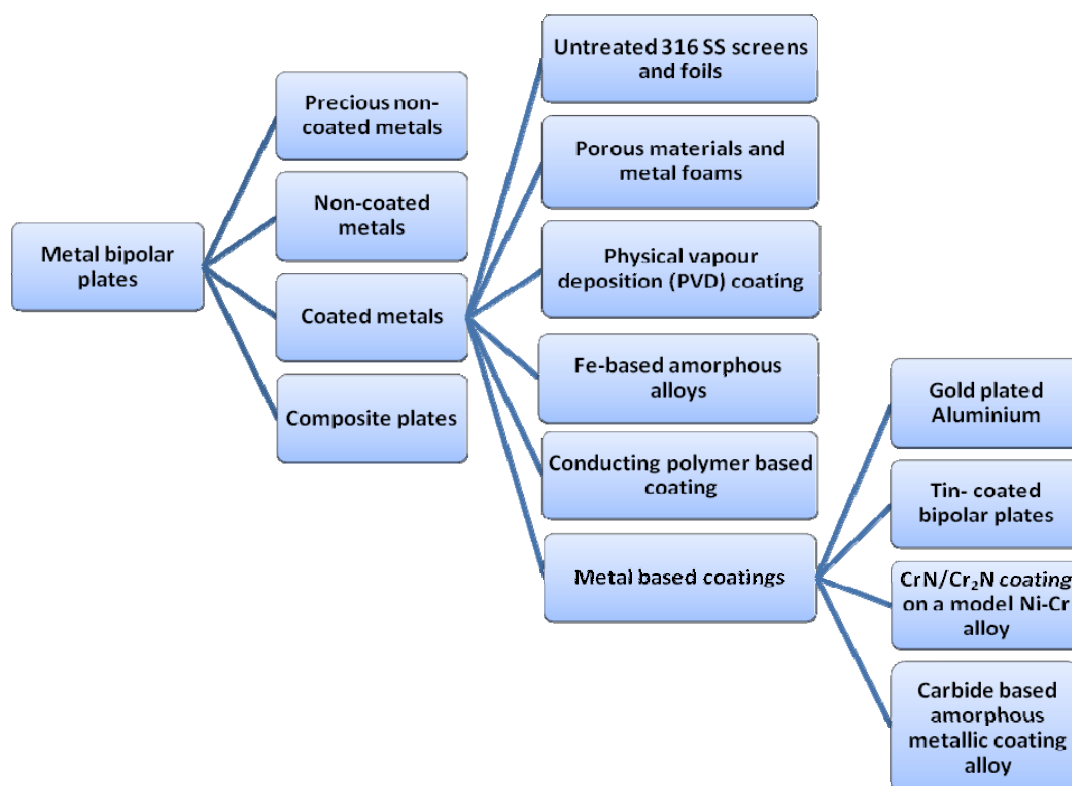 Metal bipolar
plates
Precious non-
coated metals
Non-coated
metals
Coated metals
Composite plates
Untreated 316 SS screens
and foils
Porous materials and
metal foams
Physical vapour
deposition (PVD) coating
Fe-based amorphous
alloys
Conducting polymer based
coating
Metal based coatings
Gold plated
Aluminium
Tin- coated
bipolar plates
CrN/Cr₂N coating
on a model Ni-Cr
alloy
Carbide based
amorphous
metallic coating
alloy